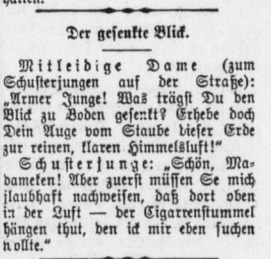 Der gesenkte Blick.
Mitleidige Dame (zum
Schusterjungen auf der Straße):
„Armer Junge! Was trägst Du den
Blick zu Boden gesenkt? Erhebe doch
Dein Auge vom Staube dieser Erde
zur reinen, klaren Himmelsluft!“
Schusterjunge: „Schön, Ma-
dameken! Aber zuerst müssen Se mich
jlaubhaft nachweisen, daß dort oben
in der Luft — der Cigarrenstummel
hängen thut, den ick mir eben suchen
wollte.“